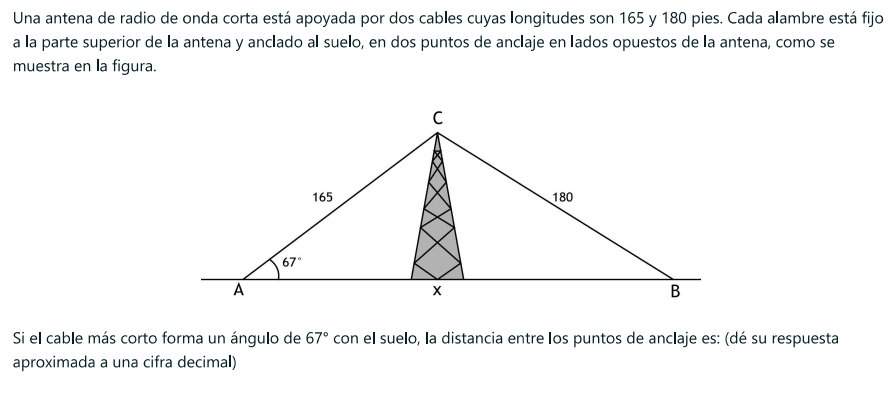 Una antena de radio de onda corta está apoyada por dos cables cuyas longitudes son 165 y 180 pies. Cada alambre está fijo
a la parte superior de la antena y anclado al suelo, en dos puntos de anclaje en lados opuestos de la antena, como se
muestra en la figura.
C
165
180
67°
A
x
B
Si el cable más corto forma un ángulo de 67° con el suelo, la distancia entre los puntos de anclaje es: (dé su respuesta
aproximada a una cifra decimal)